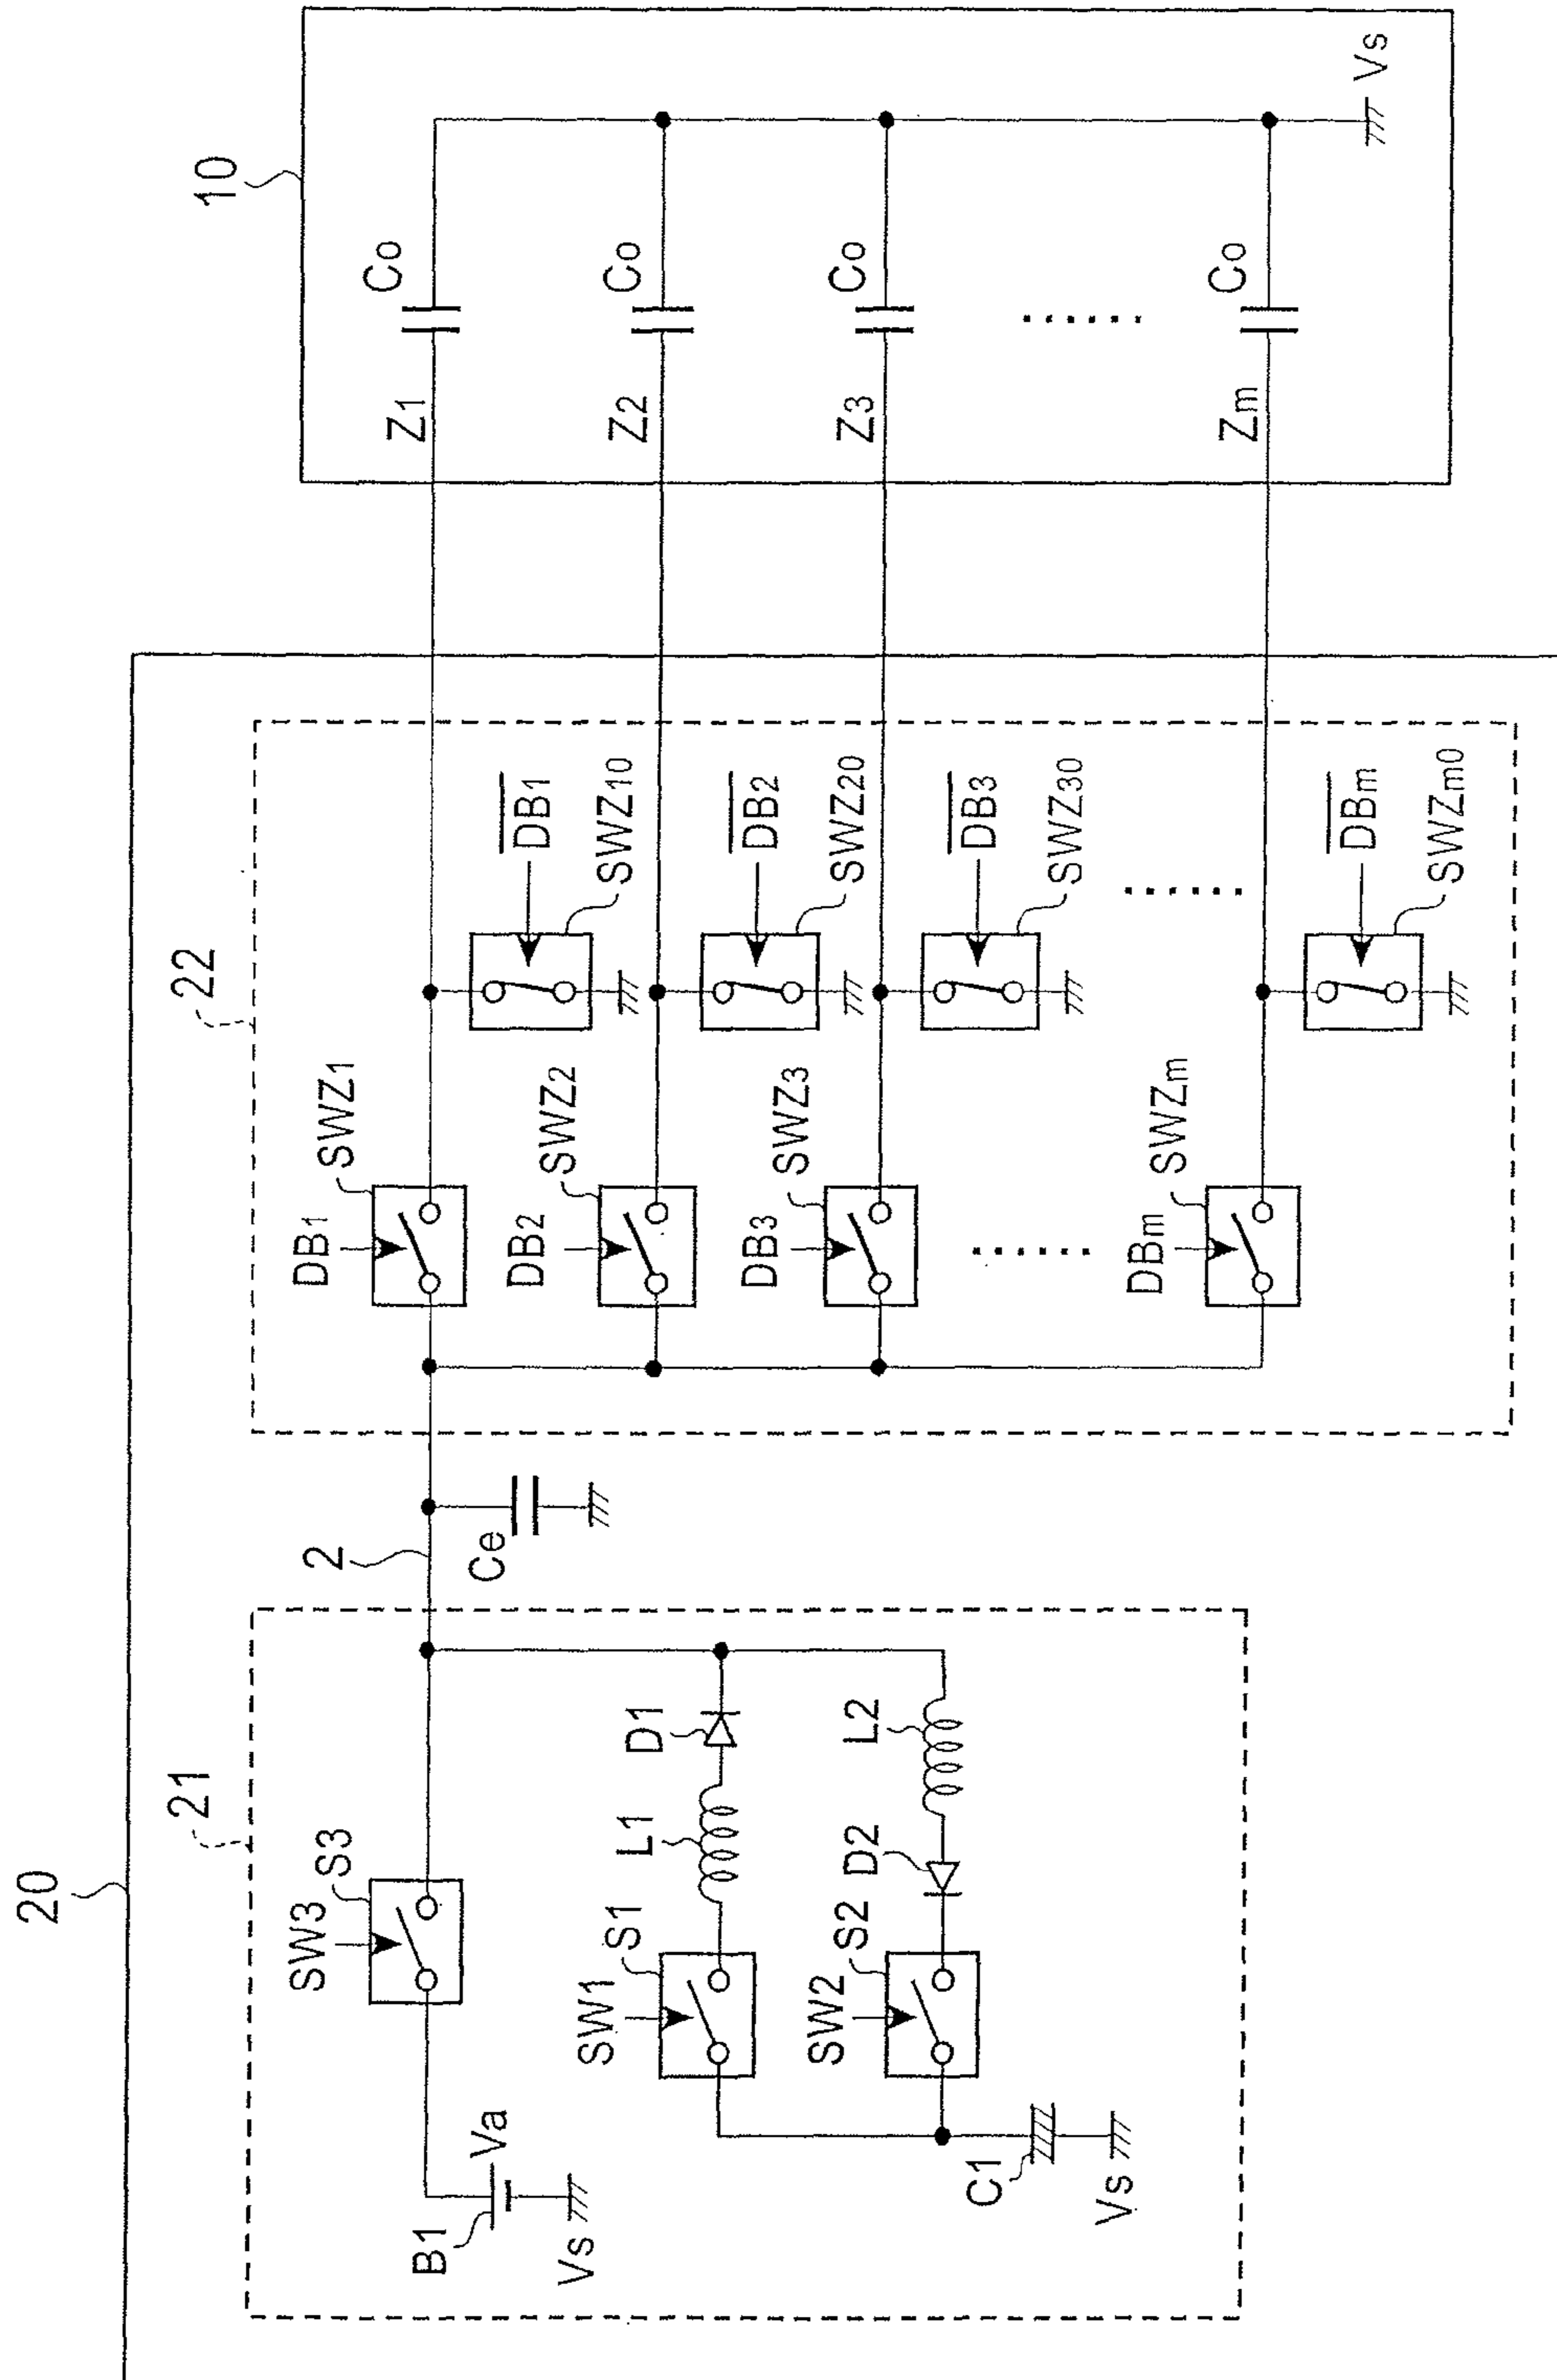 20
21
SW3
S3
B1
Va
Vs
SW1
S1
L1
D1
SW2
S2
D2
L2
C1
Vs
2
Ce
22
DB1
SWZ1
DB2
SWZ2
DB3
SWZ3
......
DBm
SWZm
DB1
SWZ10
DB2
SWZ20
DB3
SWZ30
......
DBm
SWZm0
10
Z1
Co
Z2
Co
Z3
Co
......
Zm
Co
Vs